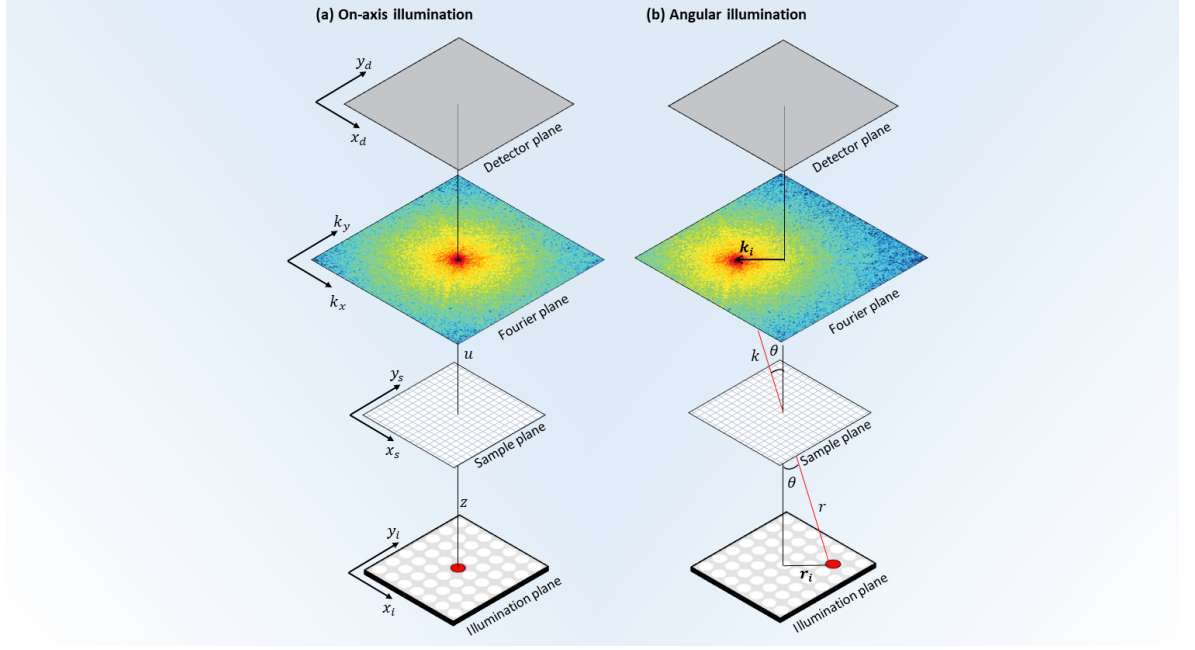 (a) On-axis illumination
y_d
x_d
Detector plane
k_y
k_x
Fourier plane
u
y_s
x_s
Sample plane
z
y_i
x_i
Illumination plane
(b) Angular illumination
Detector plane
k_i
Fourier plane
k
θ
Sample plane
θ
r
r_i
Illumination plane